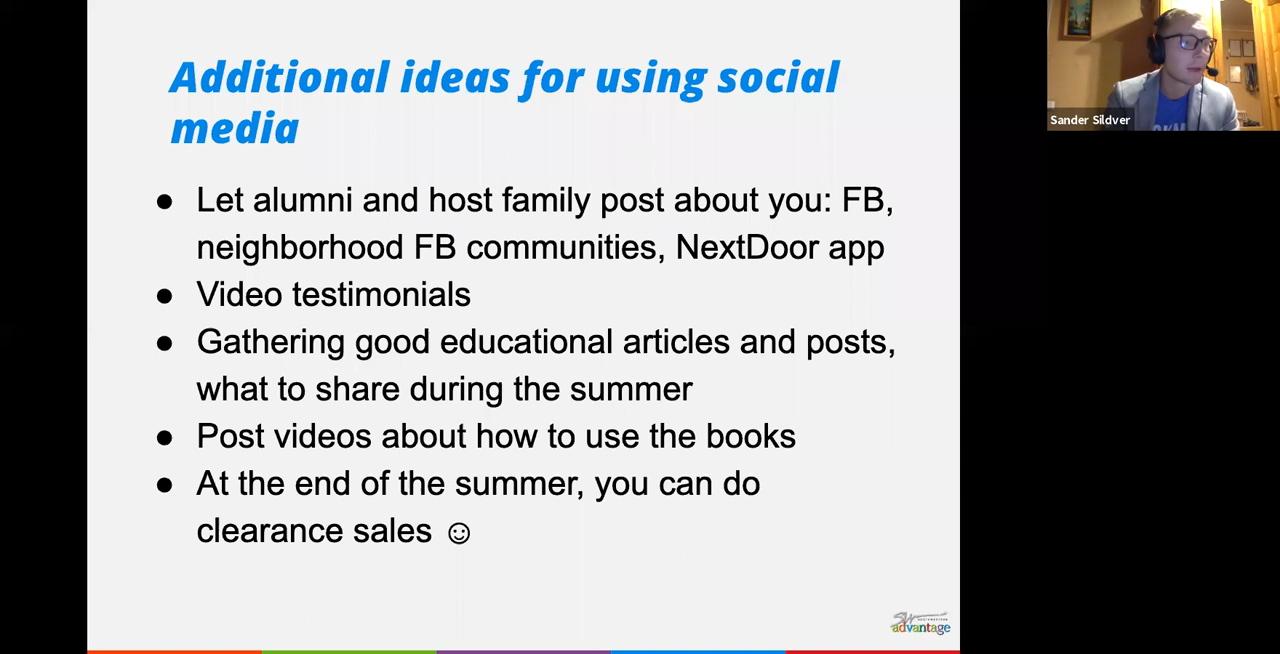 Additional ideas for using social
media
● Let alumni and host family post about you: FB,
neighborhood FB communities, NextDoor app
● Video testimonials
● Gathering good educational articles and posts,
what to share during the summer
● Post videos about how to use the books
● At the end of the summer, you can do
clearance sales ☺
SOUTHWESTERN
advantage
Sander Sildver